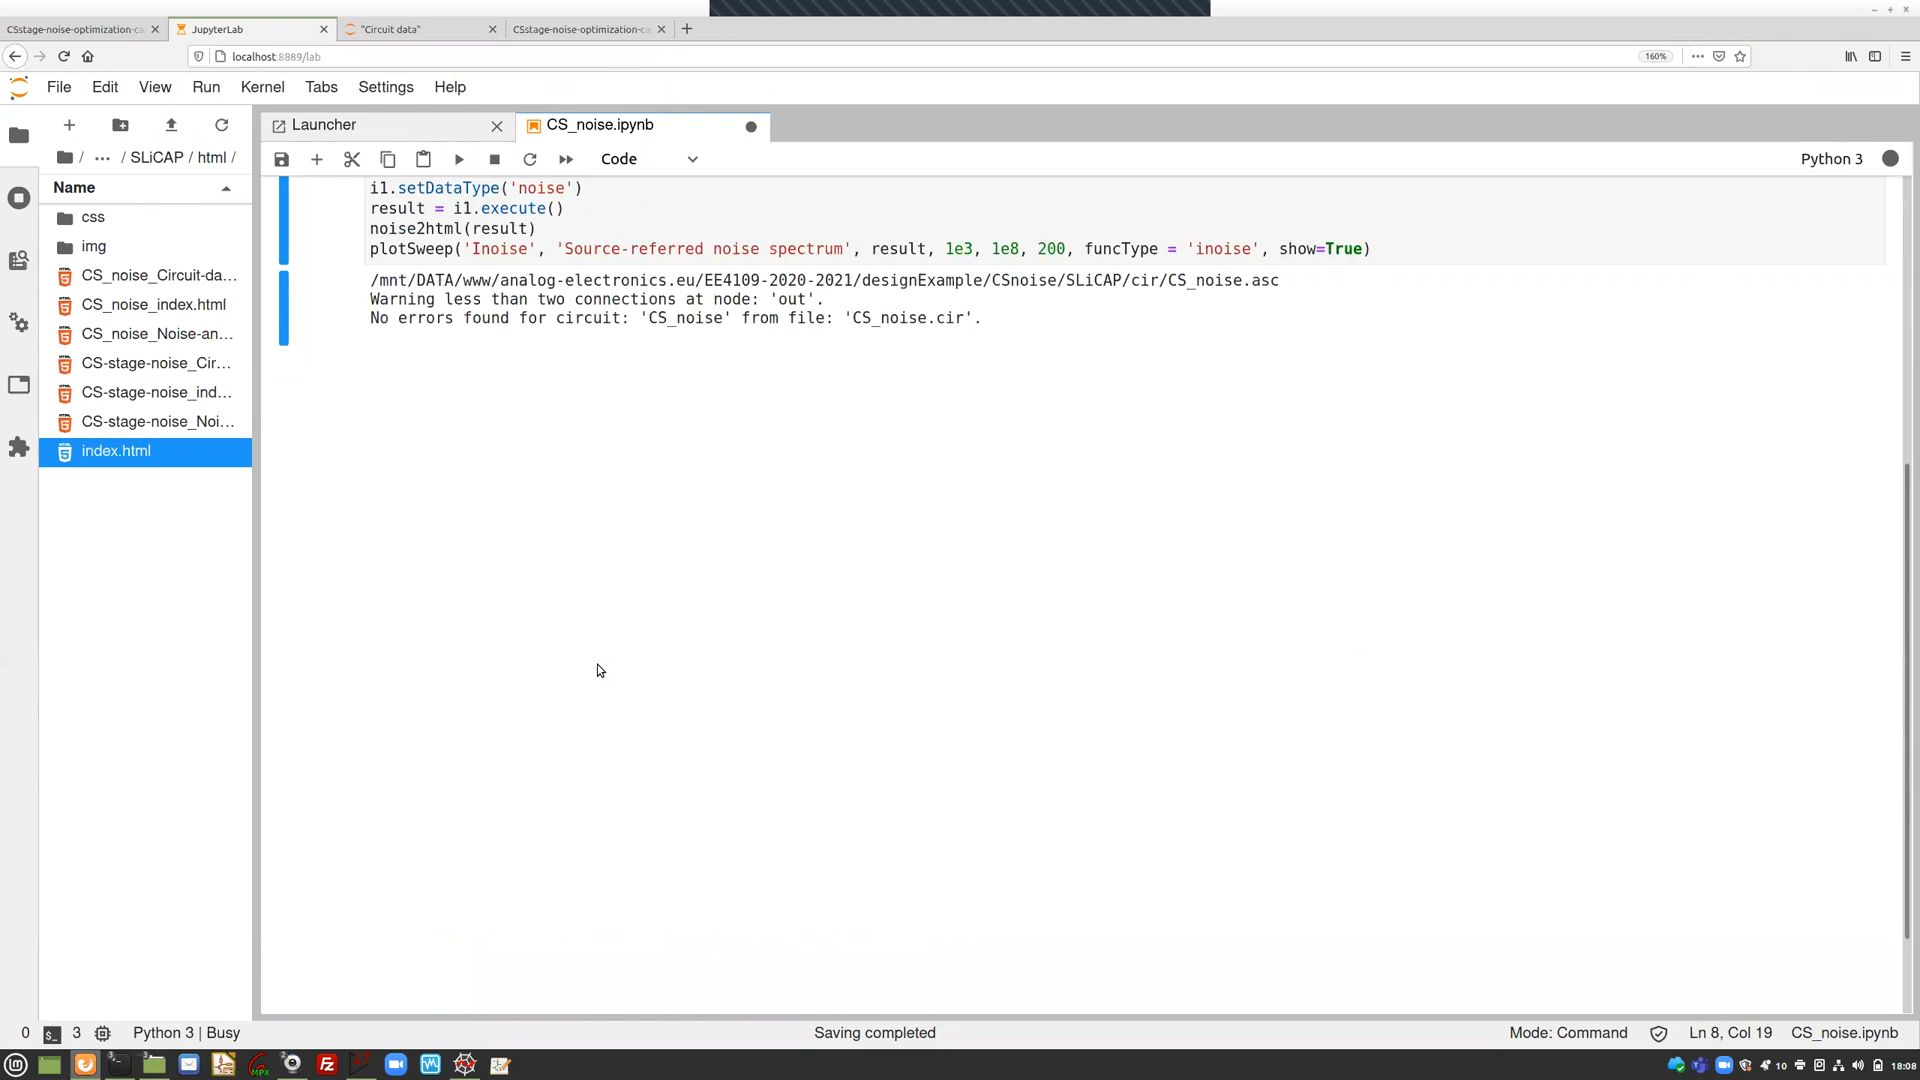 CSstage-noise-optimization-ca
JupyterLab
"Circuit data"
CSstage-noise-optimization-ca
localhost:8889/lab
160%
File Edit View Run Kernel Tabs Settings Help
Launcher
CS_noise.ipynb
/ ··· / SLiCAP / html /
Code
Python 3
Name
css
img
CS_noise_Circuit-da...
CS_noise_index.html
CS_noise_Noise-an...
CS-stage-noise_Cir...
CS-stage-noise_ind...
CS-stage-noise_Noi...
index.html
i1.setDataType('noise')
result = i1.execute()
noise2html(result)
plotSweep('Inoise', 'Source-referred noise spectrum', result, 1e3, 1e8, 200, funcType = 'inoise', show=True)
/mnt/DATA/www/analog-electronics.eu/EE4109-2020-2021/designExample/CSnoise/SLiCAP/cir/CS_noise.asc
Warning less than two connections at node: 'out'.
No errors found for circuit: 'CS_noise' from file: 'CS_noise.cir'.
0 3 Python 3 | Busy
Saving completed
Mode: Command
Ln 8, Col 19
CS_noise.ipynb
10
18:08